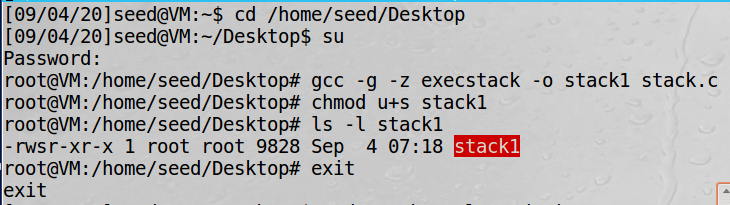 [09/04/20]seed@VM:~$ cd /home/seed/Desktop
[09/04/20]seed@VM:~/Desktop$ su
Password:
root@VM:/home/seed/Desktop# gcc -g -z execstack -o stack1 stack.c
root@VM:/home/seed/Desktop# chmod u+s stack1
root@VM:/home/seed/Desktop# ls -l stack1
-rwsr-xr-x 1 root root 9828 Sep  4 07:18 stack1
root@VM:/home/seed/Desktop# exit
exit